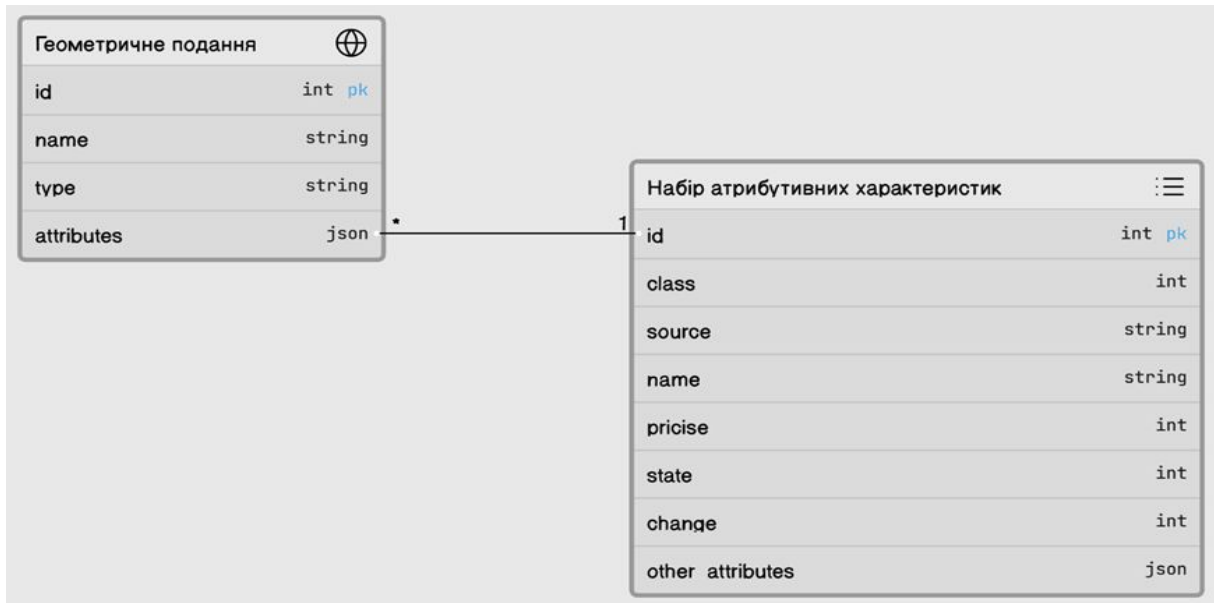 Геометричне подання
id int pk
name string
type string
attributes json
* 1
Набір атрибутивних характеристик
id int pk
class int
source string
name string
pricise int
state int
change int
other attributes json